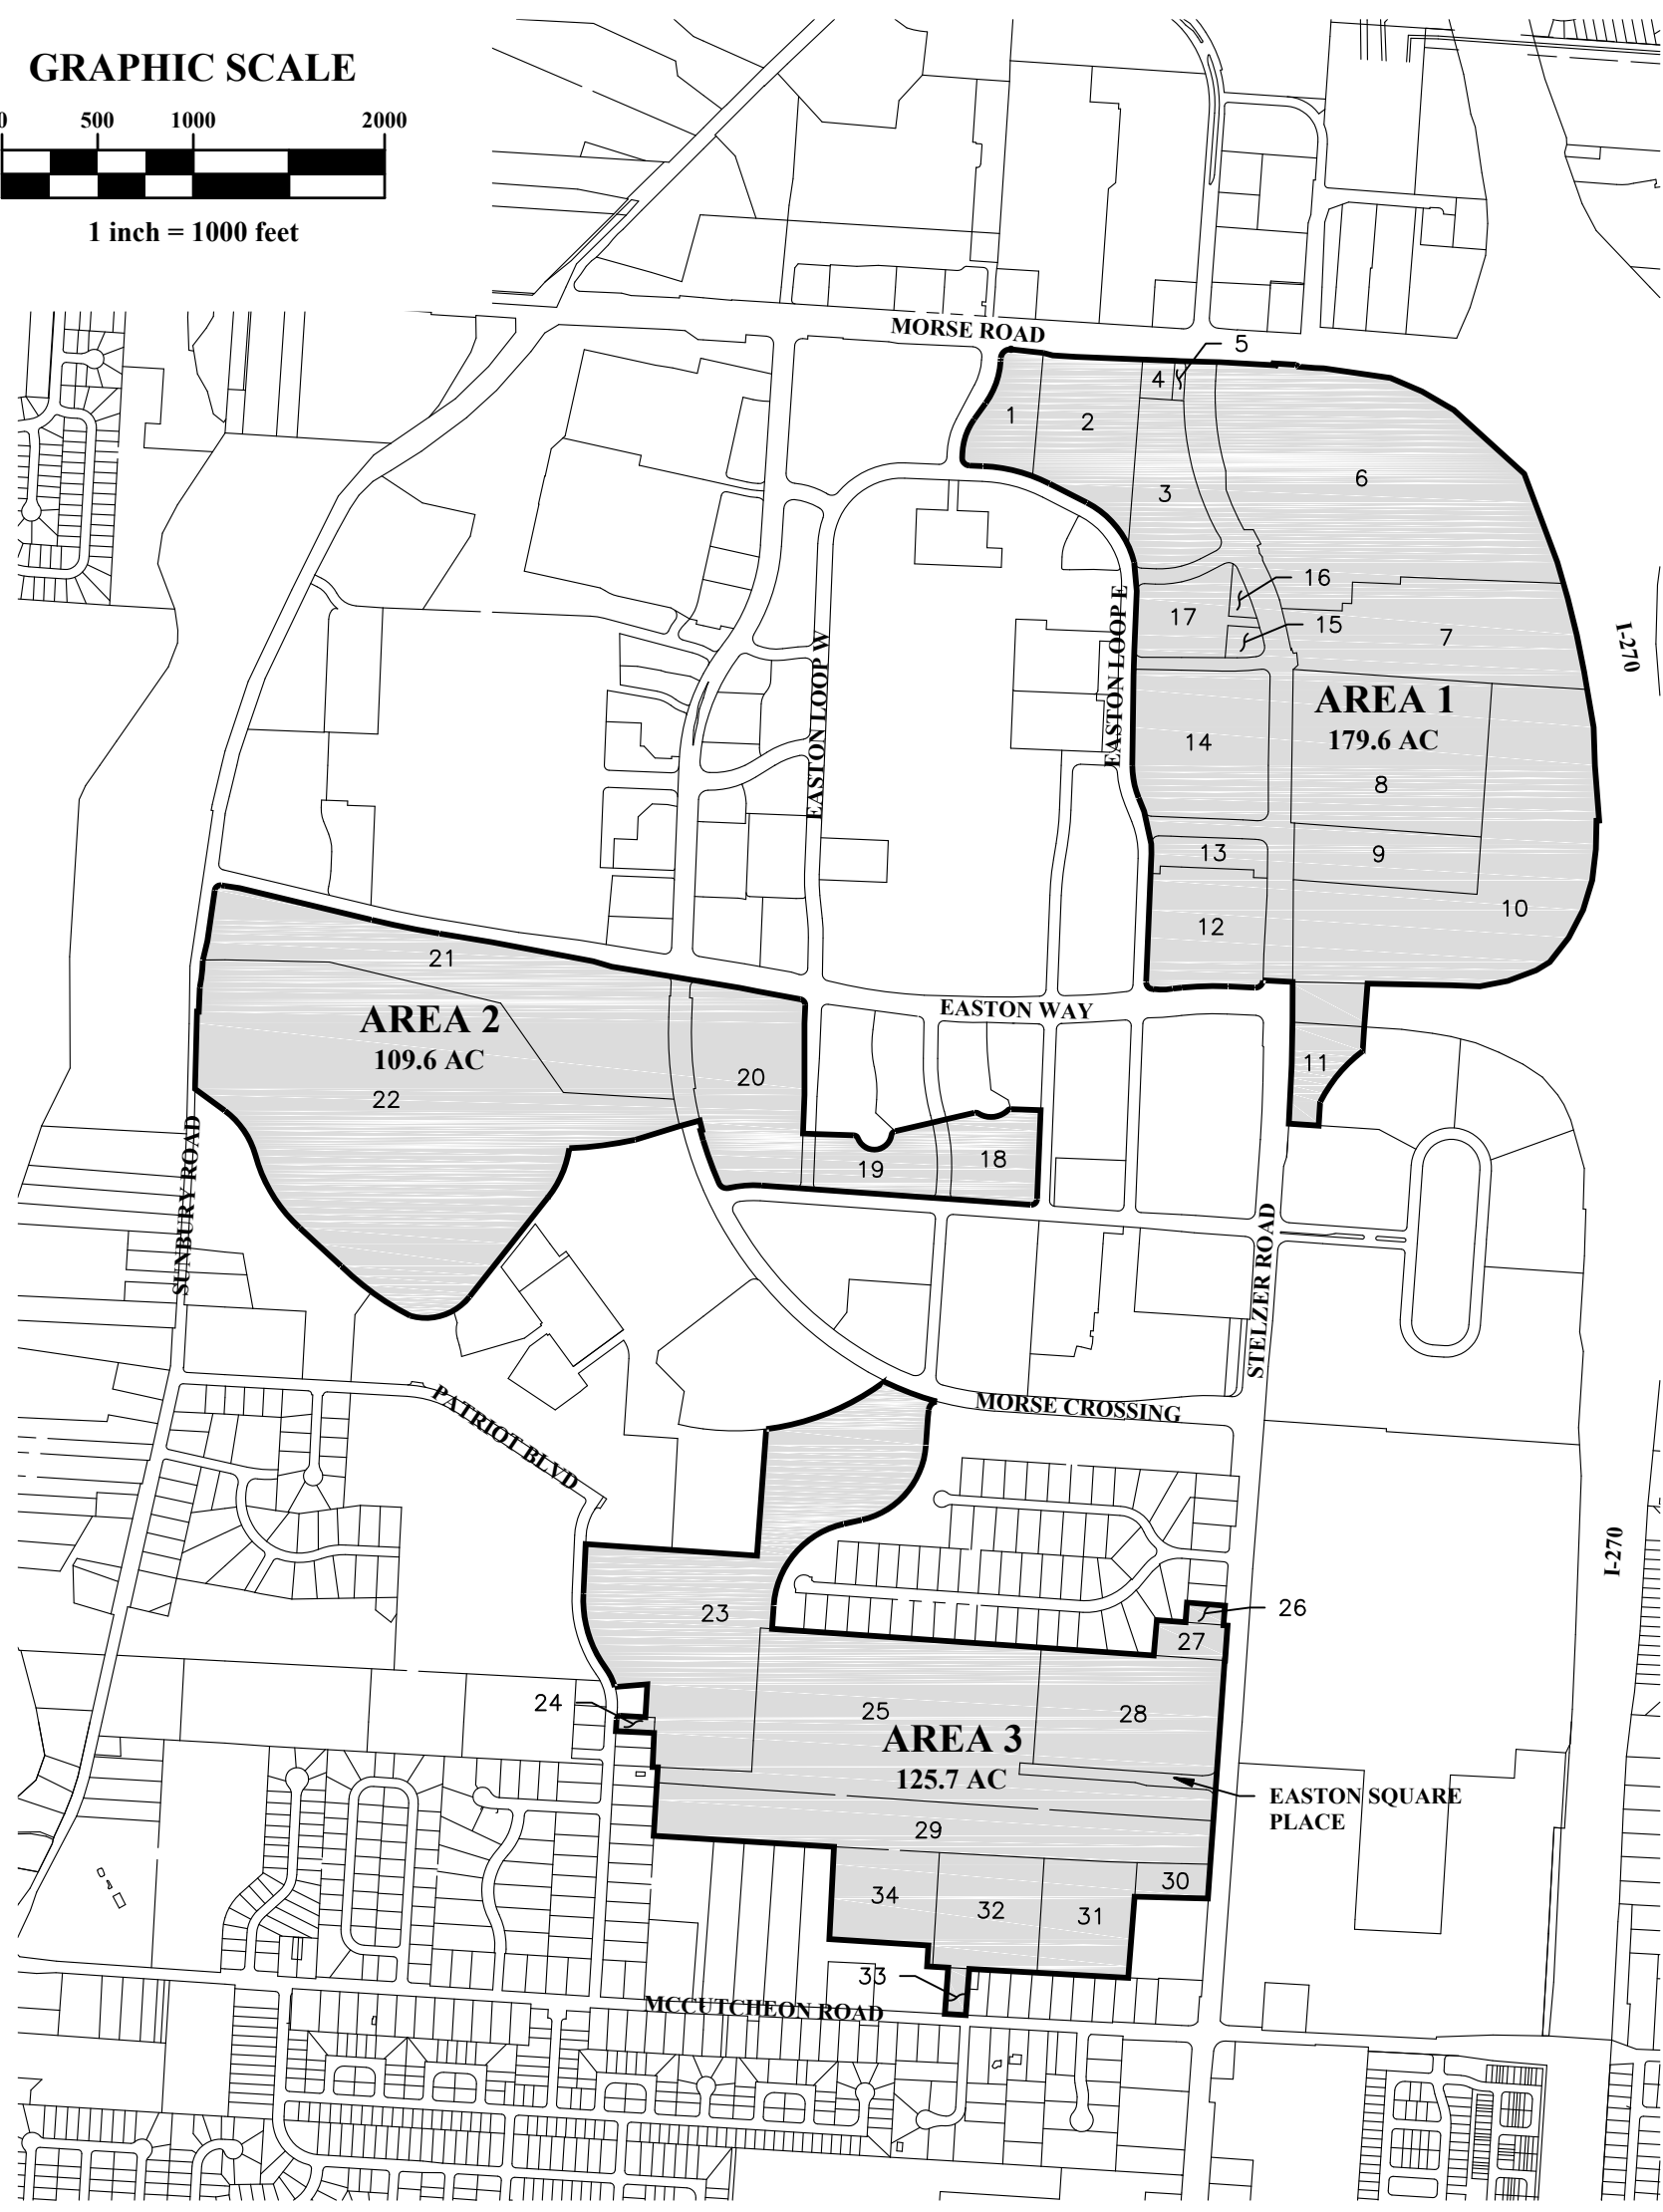 GRAPHIC SCALE
0 500 1000 2000
1 inch = 1000 feet
MORSE ROAD
5
4
1
2
3
6
16
15
17
7
I-270
EASTON LOOP E
EASTON LOOP W
AREA 1
179.6 AC
14
8
13
9
10
12
21
AREA 2
109.6 AC
22
20
EASTON WAY
11
19
18
SUNBURY ROAD
STELZER ROAD
MORSE CROSSING
PATRIOT BLVD
I-270
23
26
27
24
25
28
AREA 3
125.7 AC
EASTON SQUARE
PLACE
29
30
34
32
31
33
MCCUTCHEON ROAD